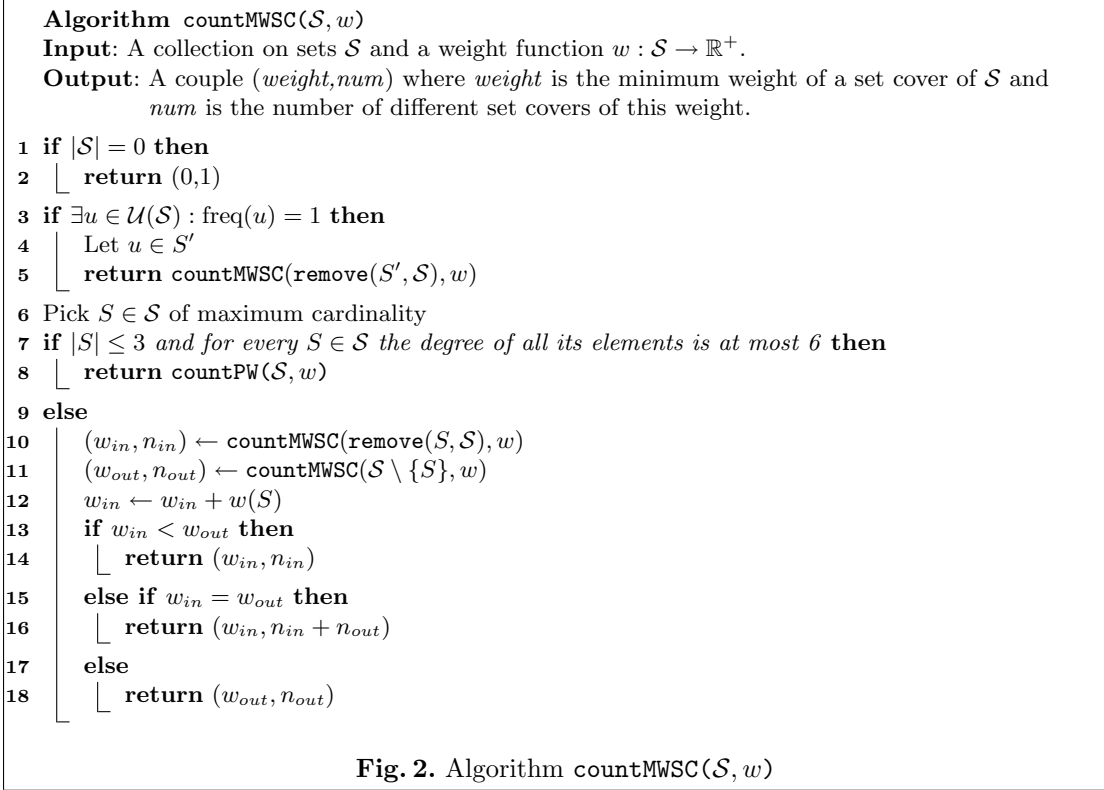 Algorithm countMWSC(𝒮, w)
Input: A collection on sets 𝒮 and a weight function w : 𝒮 → ℝ⁺.
Output: A couple (weight,num) where weight is the minimum weight of a set cover of 𝒮 and
num is the number of different set covers of this weight.
1 if |𝒮| = 0 then
2 return (0,1)
3 if ∃u ∈ 𝒰(𝒮) : freq(u) = 1 then
4 Let u ∈ S′
5 return countMWSC(remove(S′, 𝒮), w)
6 Pick S ∈ 𝒮 of maximum cardinality
7 if |S| ≤ 3 and for every S ∈ 𝒮 the degree of all its elements is at most 6 then
8 return countPW(𝒮, w)
9 else
10 (w_in, n_in) ← countMWSC(remove(S, 𝒮), w)
11 (w_out, n_out) ← countMWSC(𝒮 \ {S}, w)
12 w_in ← w_in + w(S)
13 if w_in < w_out then
14 return (w_in, n_in)
15 else if w_in = w_out then
16 return (w_in, n_in + n_out)
17 else
18 return (w_out, n_out)
Fig. 2. Algorithm countMWSC(𝒮, w)